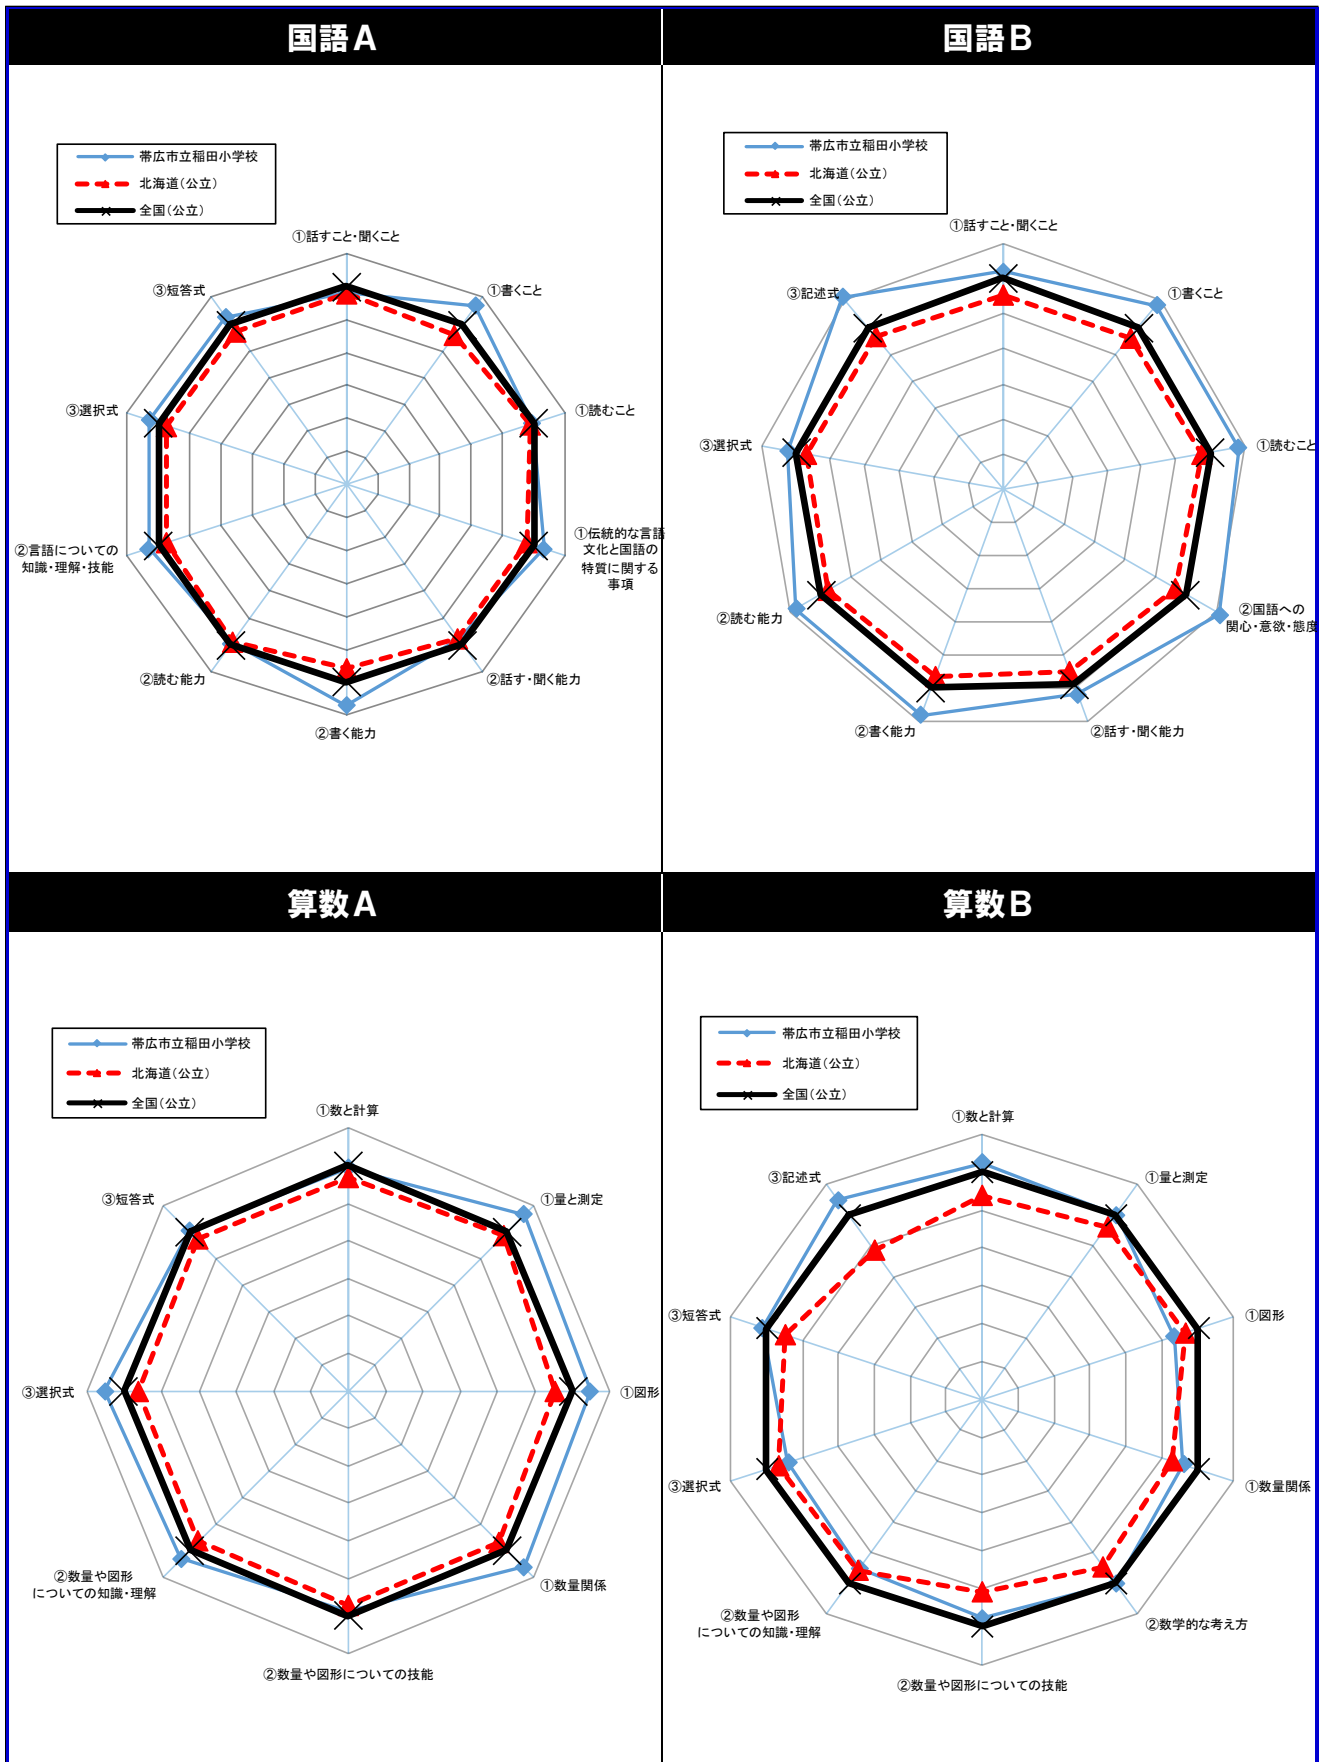 国語A
帯広市立稲田小学校
北海道(公立)
全国(公立)
①話すこと・聞くこと
①書くこと
①読むこと
①伝統的な言語
文化と国語の
特質に関する
事項
②話す・聞く能力
②書く能力
②読む能力
②言語についての
知識・理解・技能
③選択式
③短答式
国語B
帯広市立稲田小学校
北海道(公立)
全国(公立)
①話すこと・聞くこと
①書くこと
①読むこと
②国語への
関心・意欲・態度
②話す・聞く能力
②書く能力
②読む能力
③選択式
③記述式
算数A
帯広市立稲田小学校
北海道(公立)
全国(公立)
①数と計算
①量と測定
①図形
①数量関係
②数量や図形についての技能
②数量や図形
についての知識・理解
③選択式
③短答式
算数B
帯広市立稲田小学校
北海道(公立)
全国(公立)
①数と計算
①量と測定
①図形
①数量関係
②数学的な考え方
②数量や図形についての技能
②数量や図形
についての知識・理解
③選択式
③短答式
③記述式